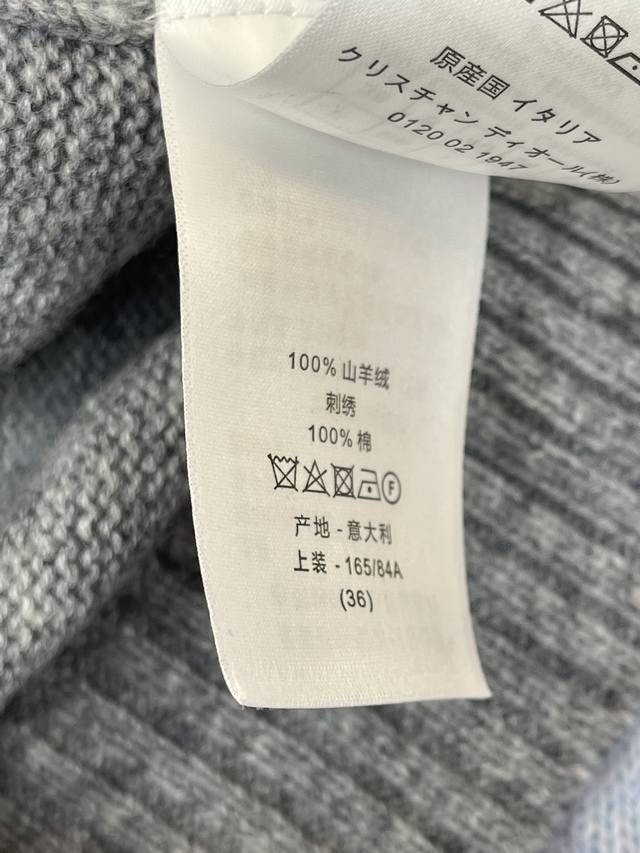 原産国 イタリア
クリスチャン ディオール(株)
0120 02 1947
100% 山羊绒
刺绣
100% 棉
F
产地 - 意大利
上装 - 165/84A
(36)